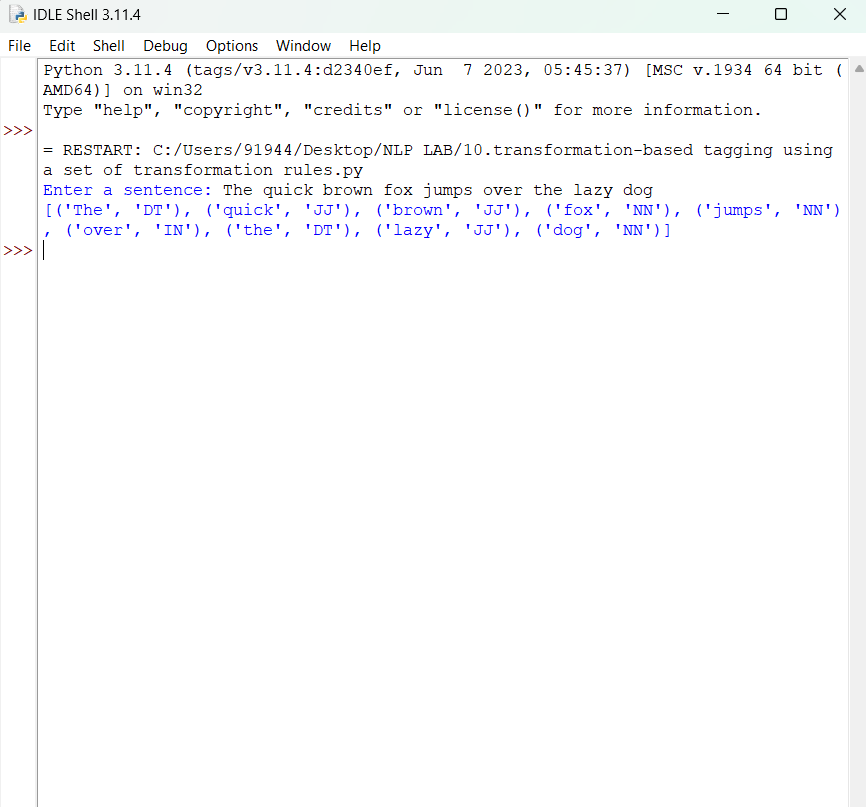 IDLE Shell 3.11.4
File Edit Shell Debug Options Window Help
Python 3.11.4 (tags/v3.11.4:d2340ef, Jun  7 2023, 05:45:37) [MSC v.1934 64 bit (
AMD64)] on win32
Type "help", "copyright", "credits" or "license()" for more information.
>>>
= RESTART: C:/Users/91944/Desktop/NLP LAB/10.transformation-based tagging using
a set of transformation rules.py
Enter a sentence: The quick brown fox jumps over the lazy dog
[('The', 'DT'), ('quick', 'JJ'), ('brown', 'JJ'), ('fox', 'NN'), ('jumps', 'NN')
, ('over', 'IN'), ('the', 'DT'), ('lazy', 'JJ'), ('dog', 'NN')]
>>>